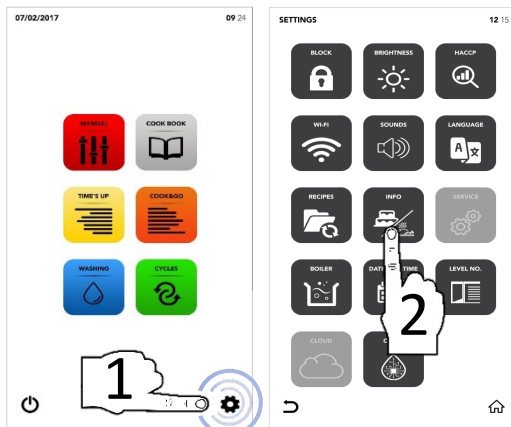 07/02/2017
09 24
MANUAL
COOK BOOK
TIME'S UP
COOK&GO
WASHING
CYCLES
1
SETTINGS
12 15
BLOCK
BRIGHTNESS
HACCP
WI-FI
SOUNDS
LANGUAGE
A
RECIPES
INFO
SERVICE
BOILER
TIME
LEVEL NO.
2
CLOUD